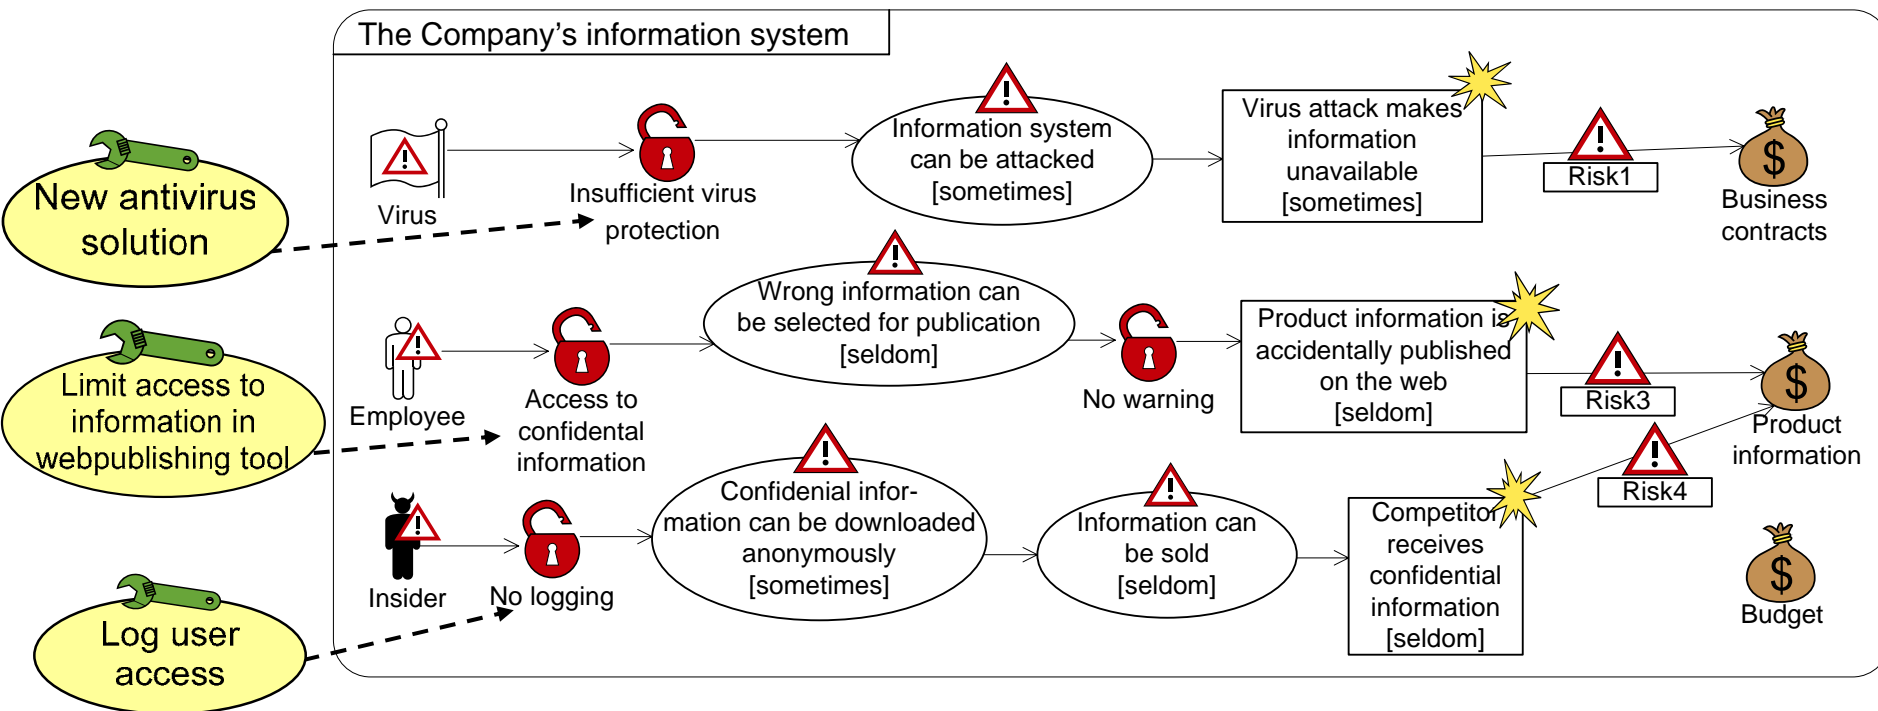 The Company's information system
New antivirus
solution
Virus
Insufficient virus
protection
!
Information system
can be attacked
[sometimes]
Virus attack makes
information
unavailable
[sometimes]
Risk1
$
Business
contracts
Limit access to
information in
webpublishing tool
Employee
Access to
confidental
information
Wrong information can
be selected for publication
[seldom]
No warning
Product information is
accidentally published
on the web
[seldom]
Risk3
$
Product
information
Log user
access
Insider
No logging
Confidenial infor-
mation can be downloaded
anonymously
[sometimes]
Information can
be sold
[seldom]
Competitor
receives
confidential
information
[seldom]
Risk4
$
Budget